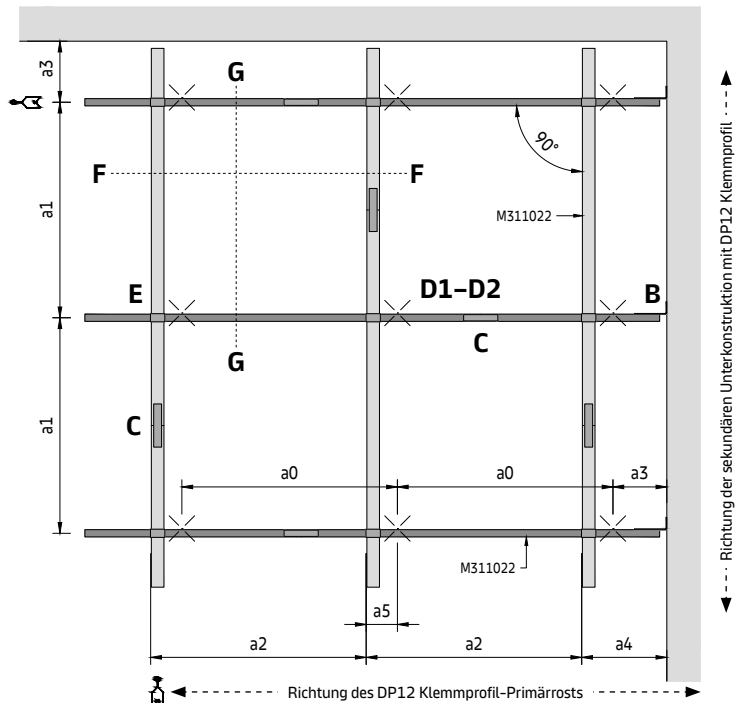 a3
G
90°
F
F
a1
M311022
E
D1–D2
B
C
G
C
a1
a0
a0
a3
M311022
a5
a2
a2
a4
Richtung des DP12 Klemmprofil-Primärrosts
Richtung der sekundären Unterkonstruktion mit DP12 Klemmprofil